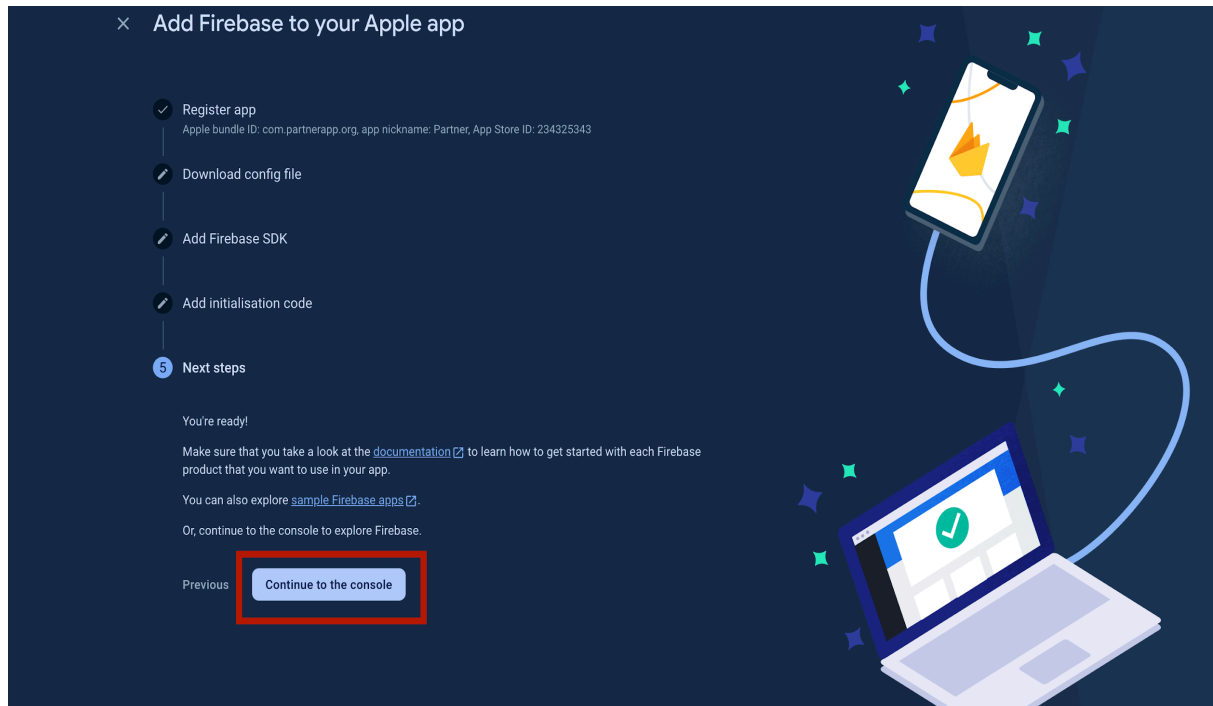 Add Firebase to your Apple app
Register app
Apple bundle ID: com.partnerapp.org, app nickname: Partner, App Store ID: 234325343
Download config file
Add Firebase SDK
Add initialisation code
5 Next steps
You're ready!
Make sure that you take a look at the documentation to learn how to get started with each Firebase
product that you want to use in your app.
You can also explore sample Firebase apps.
Or, continue to the console to explore Firebase.
Previous Continue to the console